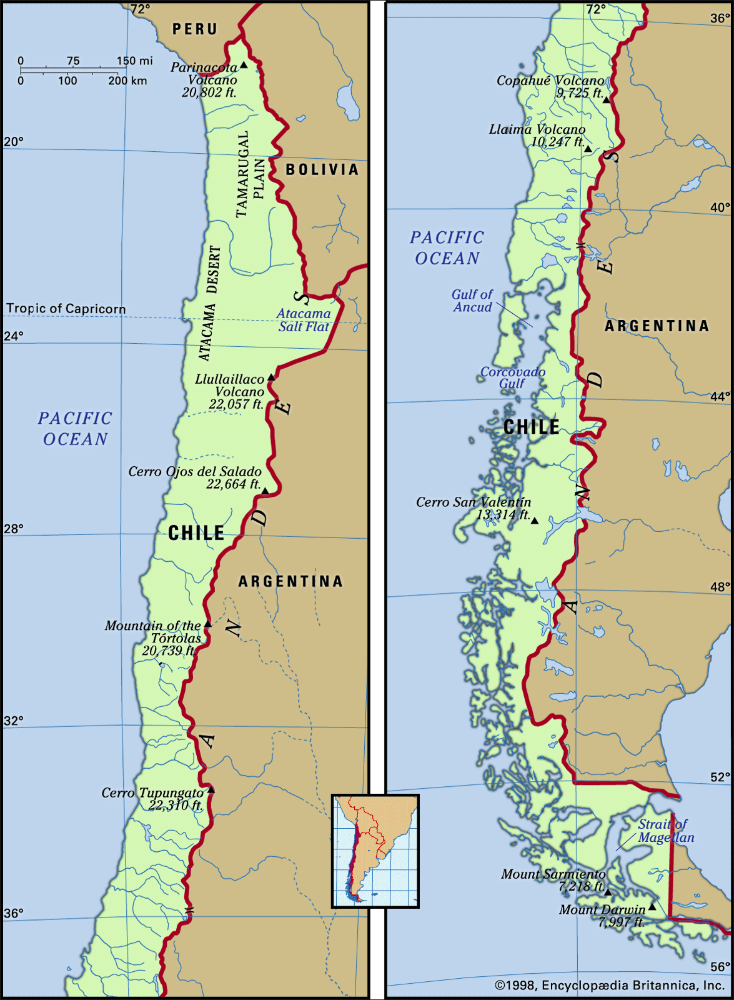 72°
PERU
0 75 150 mi
0 100 200 km
Parinacota
Volcano
20,802 ft.
20°
TAMARUGAL
PLAIN
BOLIVIA
ATACAMA DESERT
Tropic of Capricorn
Atacama
Salt Flat
24°
Llullaillaco
Volcano
22,057 ft.
PACIFIC
OCEAN
Cerro Ojos del Salado
22,664 ft.
28°
CHILE
ARGENTINA
Mountain of the
Tórtolas
20,739 ft.
32°
Cerro Tupungato
22,310 ft.
36°
A N D E S
72°
36°
Copahué Volcano
9,725 ft.
Llaima Volcano
10,247 ft.
40°
PACIFIC
OCEAN
Gulf of
Ancud
ARGENTINA
Corcovado
Gulf
44°
CHILE
Cerro San Valentín
13,314 ft.
48°
52°
Strait of
Magellan
Mount Sarmiento
7,218 ft.
Mount Darwin
7,997 ft.
56°
A N D E S
©1998, Encyclopædia Britannica, Inc.